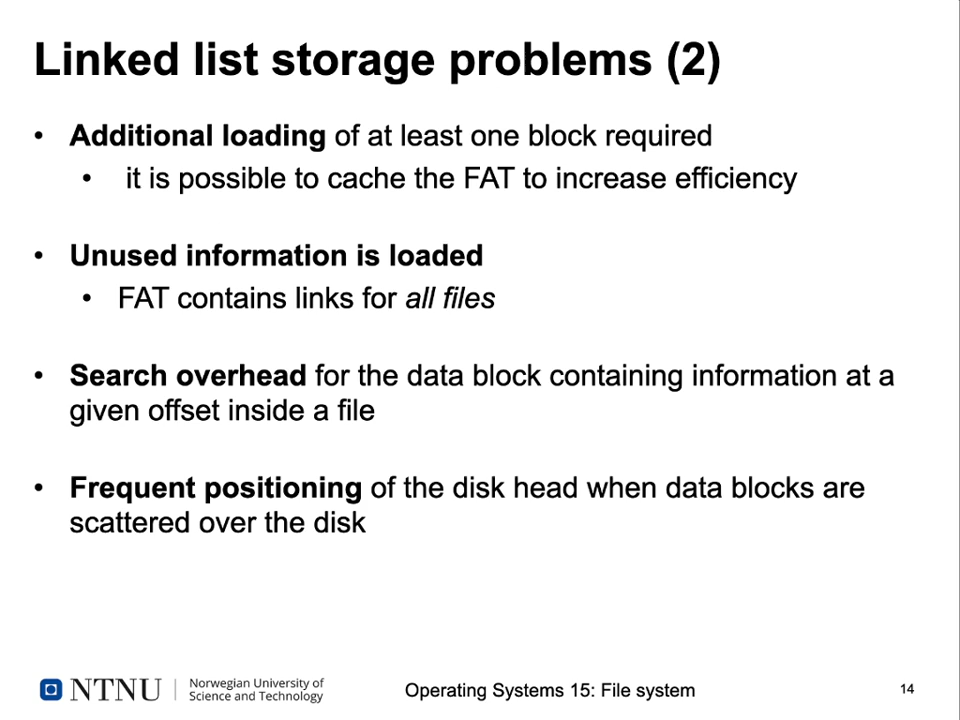 Linked list storage problems (2)
• Additional loading of at least one block required
• it is possible to cache the FAT to increase efficiency
• Unused information is loaded
• FAT contains links for all files
• Search overhead for the data block containing information at a
given offset inside a file
• Frequent positioning of the disk head when data blocks are
scattered over the disk
NTNU
Norwegian University of
Science and Technology
Operating Systems 15: File system
14